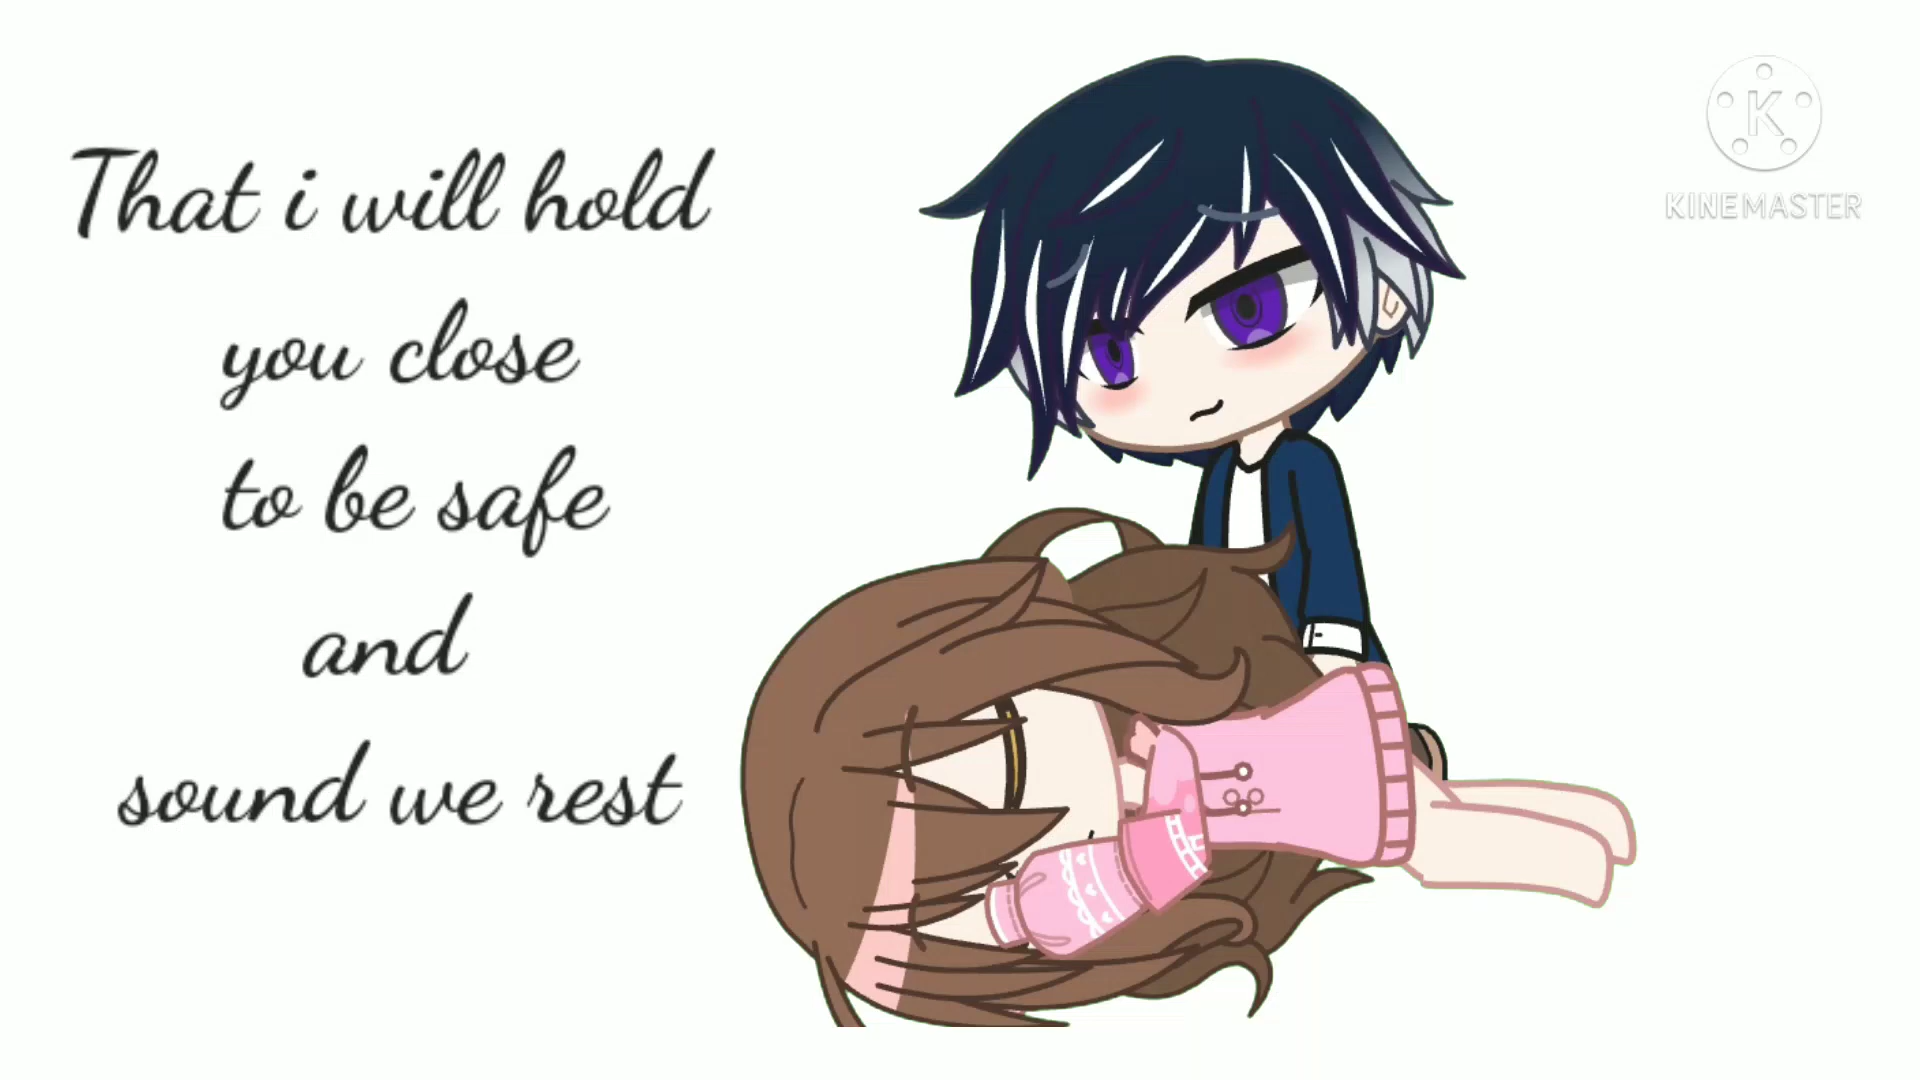 That i will hold
you close
to be safe
and
sound we rest
K
KINEMASTER